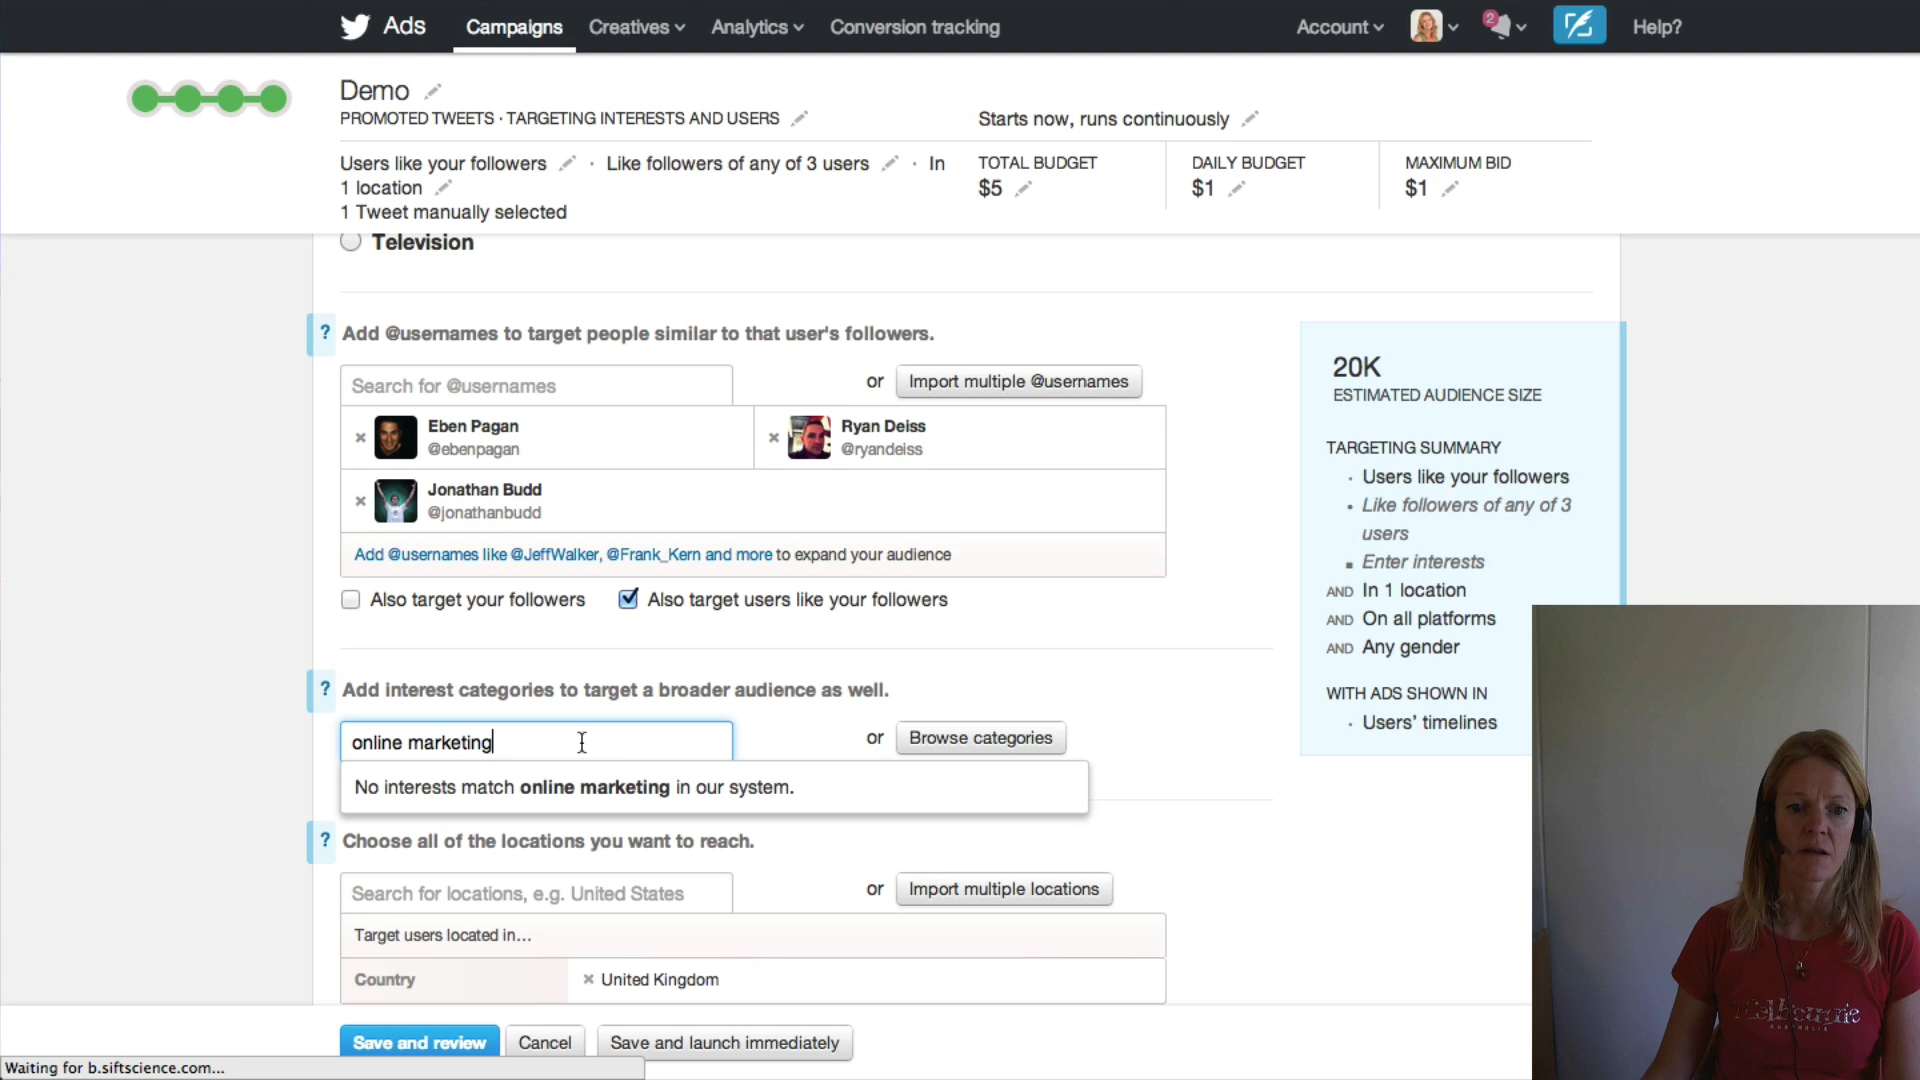 Ads
Campaigns
Creatives
Analytics
Conversion tracking
Account
2
Help?
Demo
PROMOTED TWEETS · TARGETING INTERESTS AND USERS
Starts now, runs continuously
Users like your followers · Like followers of any of 3 users · In
1 location
1 Tweet manually selected
TOTAL BUDGET
$5
DAILY BUDGET
$1
MAXIMUM BID
$1
Television
? Add @usernames to target people similar to that user's followers.
Search for @usernames
or
Import multiple @usernames
Eben Pagan
@ebenpagan
Ryan Deiss
@ryandeiss
Jonathan Budd
@jonathanbudd
Add @usernames like @JeffWalker, @Frank_Kern and more to expand your audience
Also target your followers
Also target users like your followers
? Add interest categories to target a broader audience as well.
online marketing
or
Browse categories
No interests match online marketing in our system.
? Choose all of the locations you want to reach.
Search for locations, e.g. United States
or
Import multiple locations
Target users located in...
Country
United Kingdom
Save and review
Cancel
Save and launch immediately
Waiting for b.siftscience.com...
20K
ESTIMATED AUDIENCE SIZE
TARGETING SUMMARY
Users like your followers
Like followers of any of 3
users
Enter interests
AND In 1 location
AND On all platforms
AND Any gender
WITH ADS SHOWN IN
Users' timelines
Melbourne
AUSTRALIA